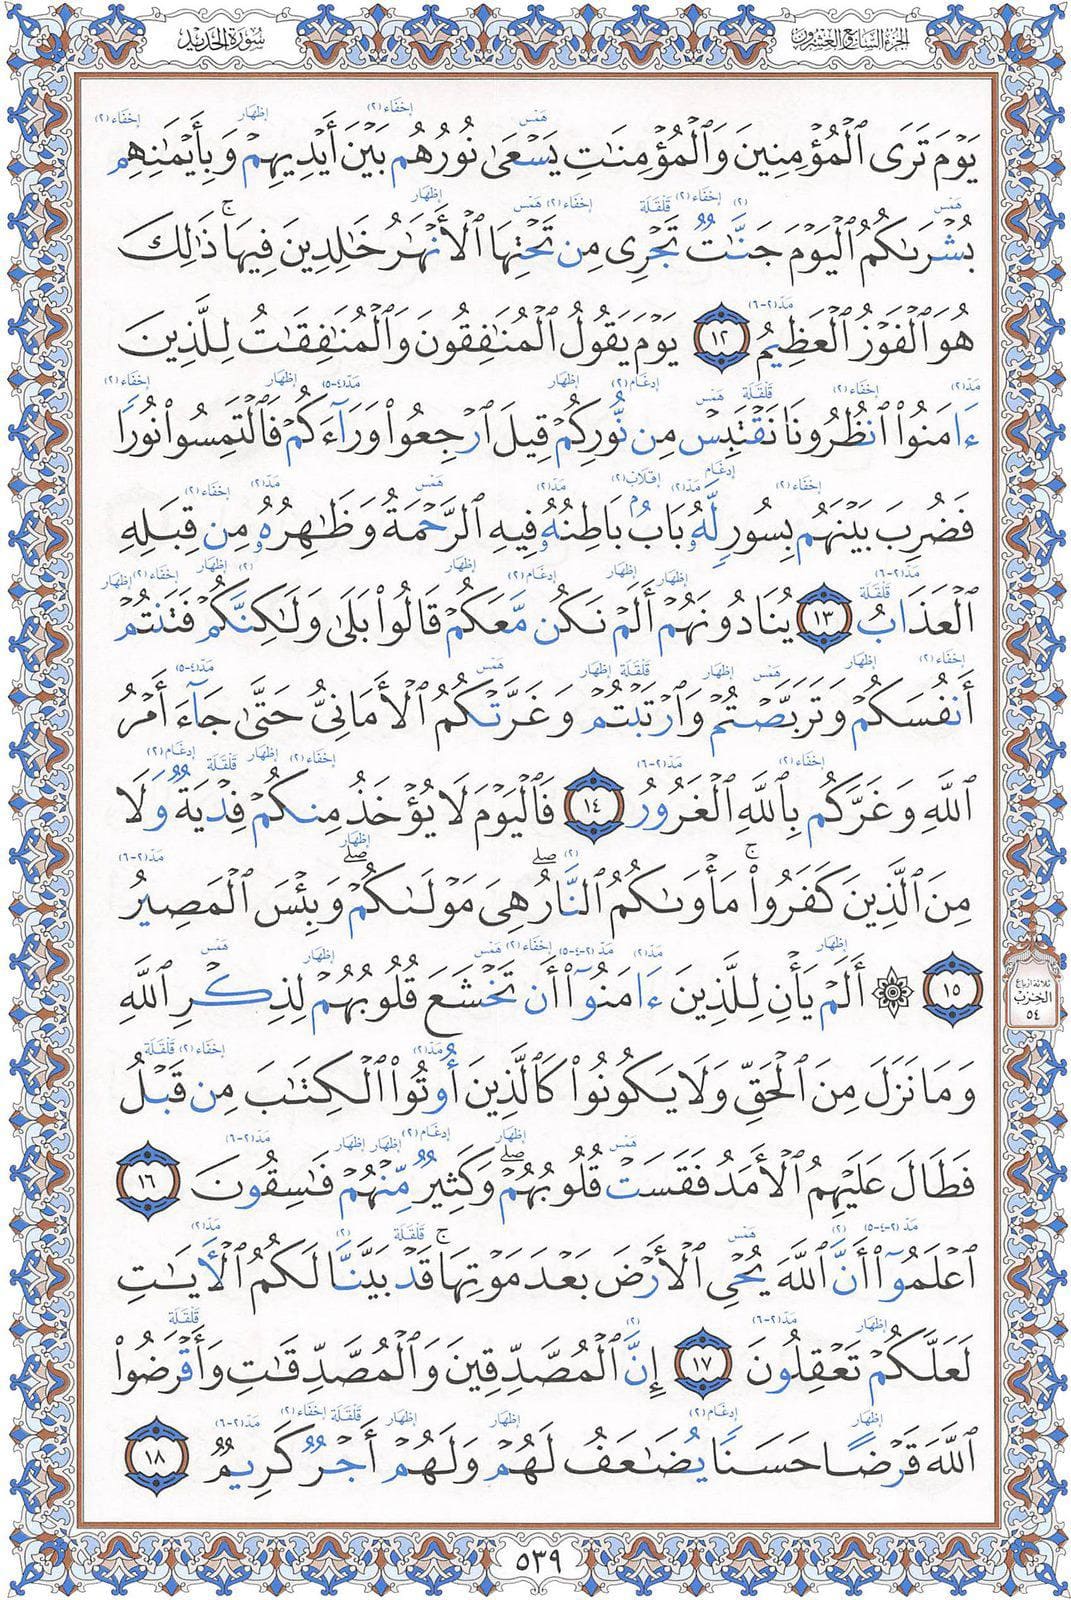 الجزء السابع والعشرون
سورة الحديد
يَوْمَ تَرَى ٱلْمُؤْمِنِينَ وَٱلْمُؤْمِنَٰتِ يَسْعَىٰ نُورُهُم بَيْنَ أَيْدِيهِمْ وَبِأَيْمَٰنِهِم
بُشْرَىٰكُمُ ٱلْيَوْمَ جَنَّٰتٌ تَجْرِى مِن تَحْتِهَا ٱلْأَنْهَٰرُ خَٰلِدِينَ فِيهَا ۚ ذَٰلِكَ
هُوَ ٱلْفَوْزُ ٱلْعَظِيمُ ١٢ يَوْمَ يَقُولُ ٱلْمُنَٰفِقُونَ وَٱلْمُنَٰفِقَٰتُ لِلَّذِينَ
ءَامَنُوا۟ ٱنظُرُونَا نَقْتَبِسْ مِن نُّورِكُمْ قِيلَ ٱرْجِعُوا۟ وَرَآءَكُمْ فَٱلْتَمِسُوا۟ نُورًا
فَضُرِبَ بَيْنَهُم بِسُورٍ لَّهُۥ بَابٌۢ بَاطِنُهُۥ فِيهِ ٱلرَّحْمَةُ وَظَٰهِرُهُۥ مِن قِبَلِهِ
ٱلْعَذَابُ ١٣ يُنَادُونَهُمْ أَلَمْ نَكُن مَّعَكُمْ قَالُوا۟ بَلَىٰ وَلَٰكِنَّكُمْ فَتَنتُمْ
أَنفُسَكُمْ وَتَرَبَّصْتُمْ وَٱرْتَبْتُمْ وَغَرَّتْكُمُ ٱلْأَمَانِىُّ حَتَّىٰ جَآءَ أَمْرُ
ٱللَّهِ وَغَرَّكُم بِٱللَّهِ ٱلْغَرُورُ ١٤ فَٱلْيَوْمَ لَا يُؤْخَذُ مِنكُمْ فِدْيَةٌ وَلَا
مِنَ ٱلَّذِينَ كَفَرُوا۟ ۚ مَأْوَىٰكُمُ ٱلنَّارُ ۖ هِىَ مَوْلَىٰكُمْ ۖ وَبِئْسَ ٱلْمَصِيرُ
١٥ ۞ أَلَمْ يَأْنِ لِلَّذِينَ ءَامَنُوٓا۟ أَن تَخْشَعَ قُلُوبُهُمْ لِذِكْرِ ٱللَّهِ
وَمَا نَزَلَ مِنَ ٱلْحَقِّ وَلَا يَكُونُوا۟ كَٱلَّذِينَ أُوتُوا۟ ٱلْكِتَٰبَ مِن قَبْلُ
فَطَالَ عَلَيْهِمُ ٱلْأَمَدُ فَقَسَتْ قُلُوبُهُمْ ۖ وَكَثِيرٌ مِّنْهُمْ فَٰسِقُونَ ١٦
ٱعْلَمُوٓا۟ أَنَّ ٱللَّهَ يُحْىِ ٱلْأَرْضَ بَعْدَ مَوْتِهَا ۚ قَدْ بَيَّنَّا لَكُمُ ٱلْءَايَٰتِ
لَعَلَّكُمْ تَعْقِلُونَ ١٧ إِنَّ ٱلْمُصَّدِّقِينَ وَٱلْمُصَّدِّقَٰتِ وَأَقْرَضُوا۟
ٱللَّهَ قَرْضًا حَسَنًا يُضَٰعَفُ لَهُمْ وَلَهُمْ أَجْرٌ كَرِيمٌ ١٨
ثلاثة أرباع
الحزب
٥٤
٥٣٩